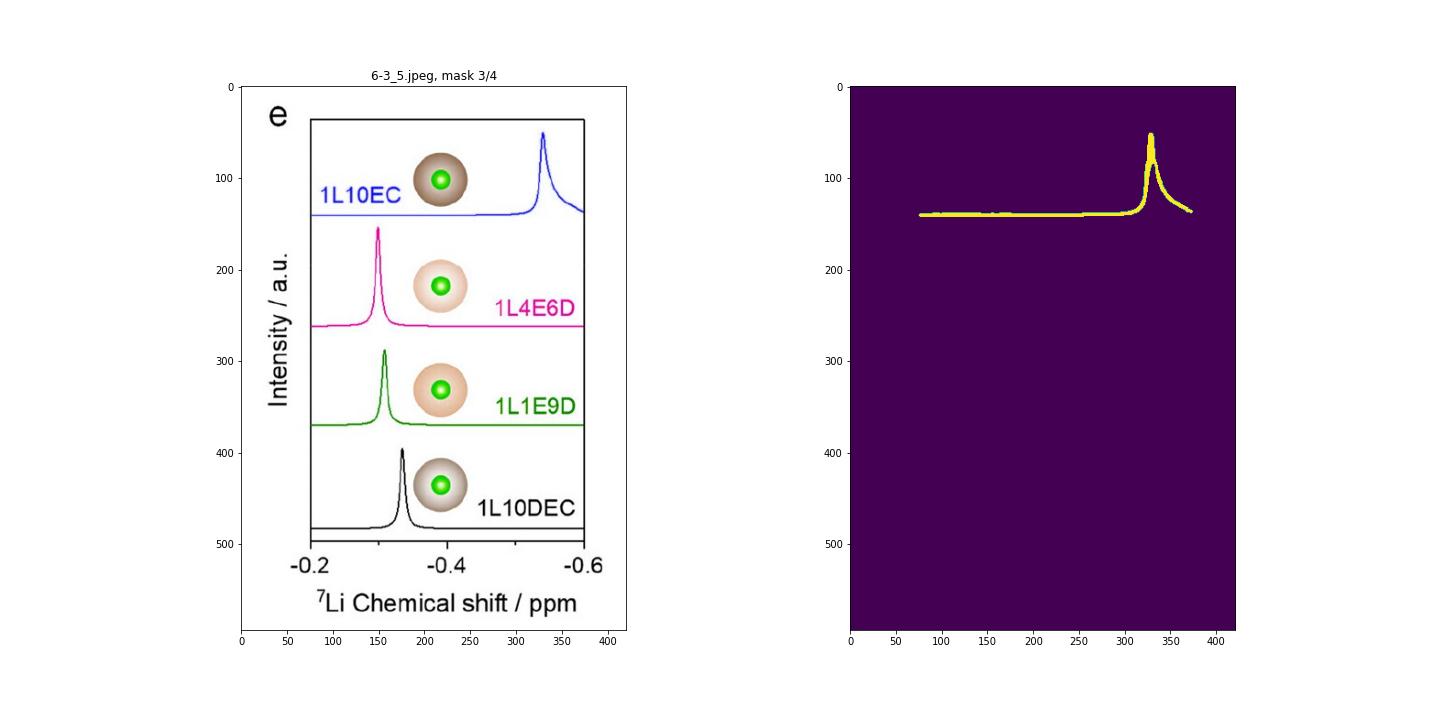 6-3_5.jpeg, mask 3/4
e
1L10EC
1L4E6D
1L1E9D
1L10DEC
Intensity / a.u.
-0.2 -0.4 -0.6
⁷Li Chemical shift / ppm
0
100
200
300
400
500
0 50 100 150 200 250 300 350 400
0
100
200
300
400
500
0 50 100 150 200 250 300 350 400